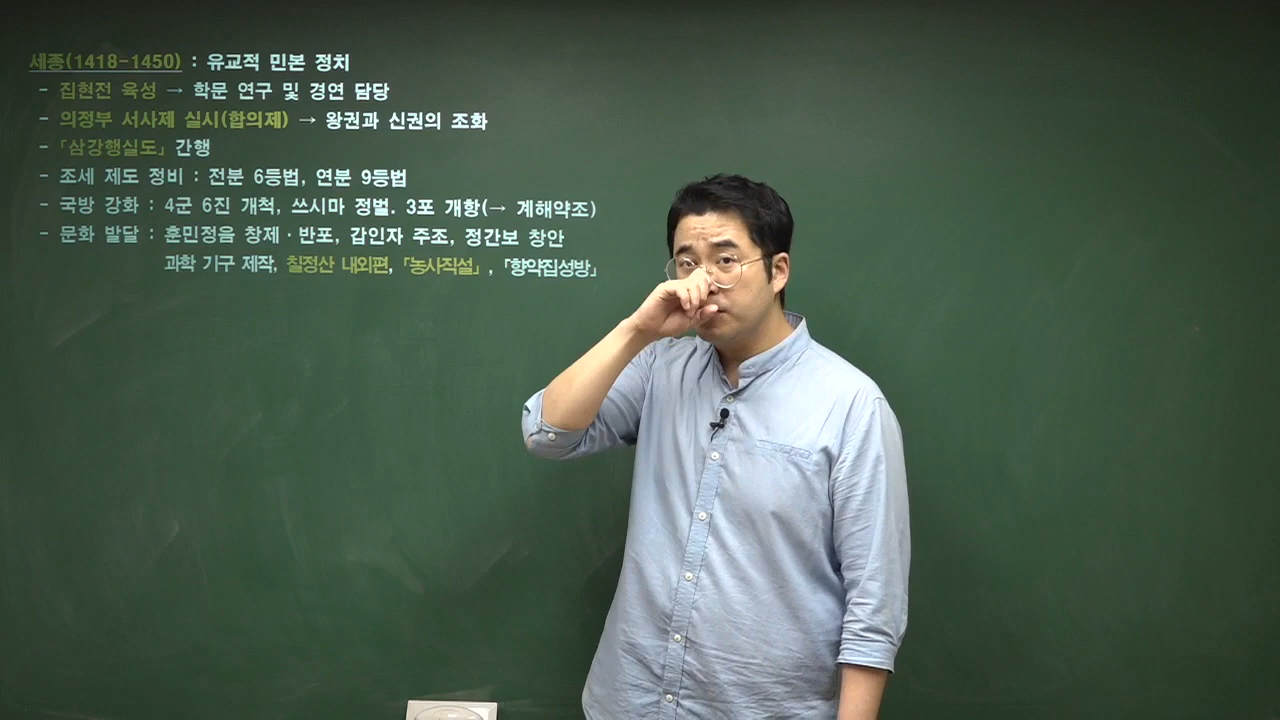 세종(1418-1450) : 유교적 민본 정치
- 집현전 육성 → 학문 연구 및 경연 담당
- 의정부 서사제 실시(합의제) → 왕권과 신권의 조화
- 「삼강행실도」 간행
- 조세 제도 정비 : 전분 6등법, 연분 9등법
- 국방 강화 : 4군 6진 개척, 쓰시마 정벌. 3포 개항(→ 계해약조)
- 문화 발달 : 훈민정음 창제·반포, 갑인자 주조, 정간보 창안
과학 기구 제작, 칠정산 내외편, 「농사직설」, 「향약집성방」